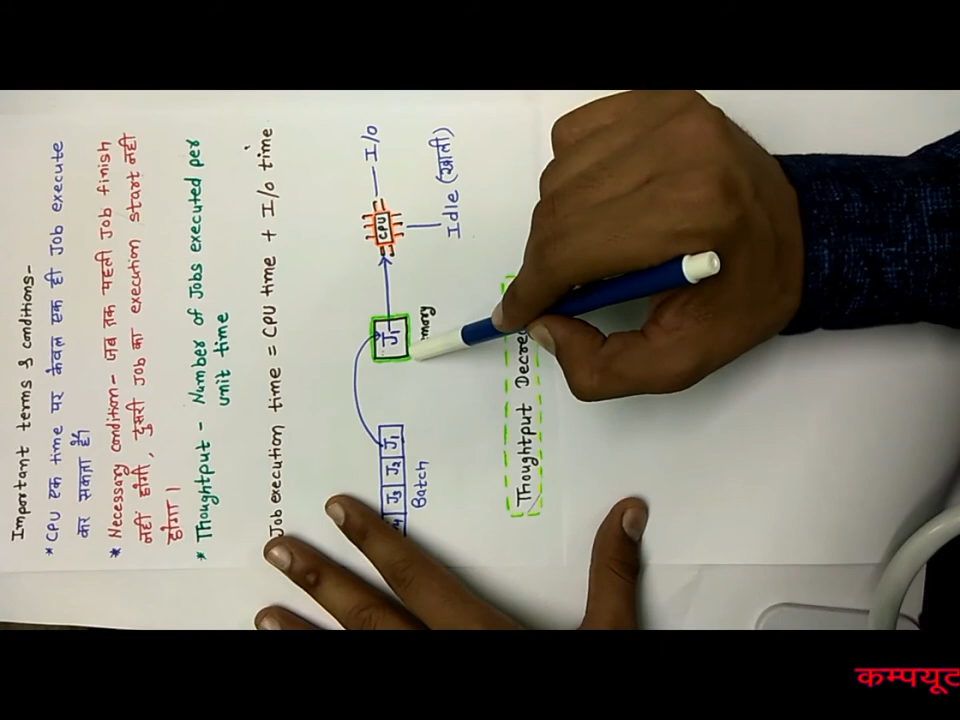 Important terms & conditions-
* CPU एक time पर केवल एक ही Job execute
कर सकता है।
* Necessary condition - जब तक पहली Job finish
नहीं होगी, दुसरी Job का execution start नही
होगा।
* Thoughtput - Number of Jobs executed per
unit time
Job execution time = CPU time + I/O time
J3 J2 J1
Batch
J1
CPU
I/O
Idle (खाली)
Thoughtput
कम्पयूट